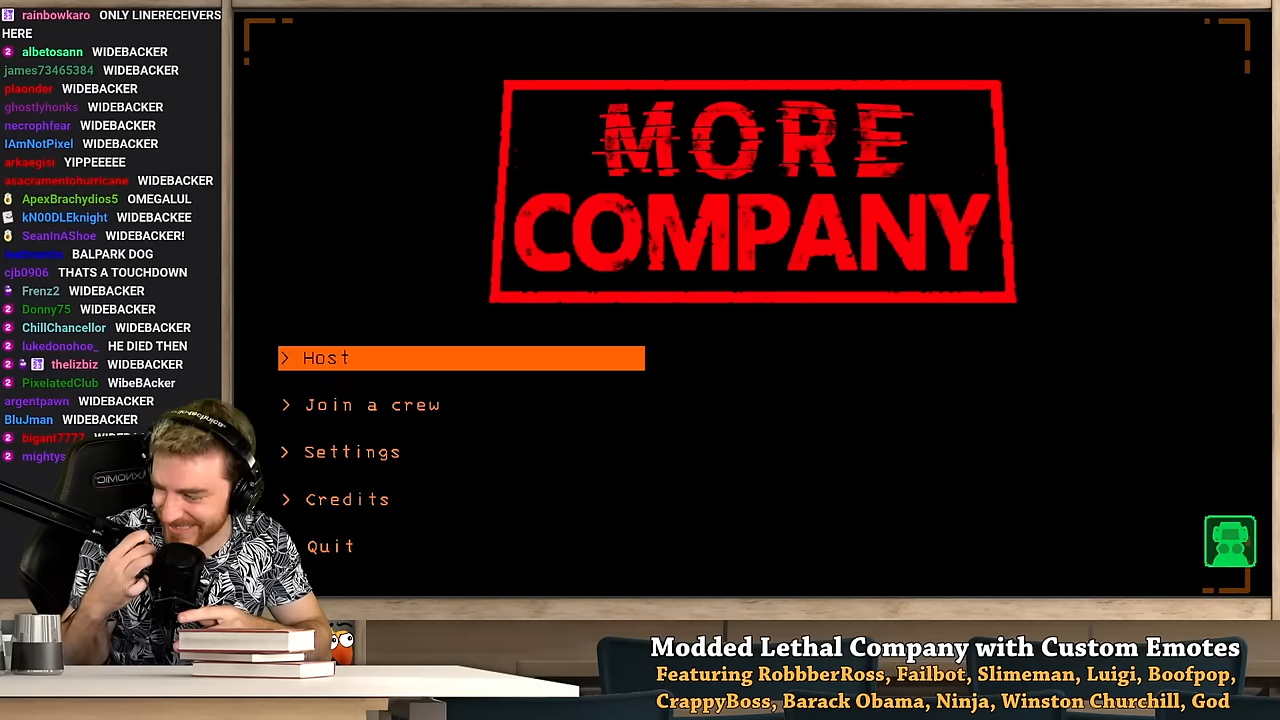 rainbowkaro ONLY LINERECEIVERS
HERE
albetosann WIDEBACKER
james73465384 WIDEBACKER
plaonder WIDEBACKER
ghostlyhonks WIDEBACKER
necrophfear WIDEBACKER
IAmNotPixel WIDEBACKER
arkaegisi YIPPEEEEE
asacramentohurricane WIDEBACKER
ApexBrachydios5 OMEGALUL
kN00DLEknight WIDEBACKEE
SeanInAShoe WIDEBACKER!
BALPARK DOG
cjb0906 THATS A TOUCHDOWN
Frenz2 WIDEBACKER
Donny75 WIDEBACKER
ChillChancellor WIDEBACKER
lukedonohoe_ HE DIED THEN
thelizbiz WIDEBACKER
PixelatedClub WibeBAcker
argentpawn WIDEBACKER
BluJman WIDEBACKER
bigant7777
mightys
MORE
COMPANY
> Host
> Join a crew
> Settings
> Credits
Quit
Modded Lethal Company with Custom Emotes
Featuring RobbberRoss, Failbot, Slimeman, Luigi, Boofpop,
CrappyBoss, Barack Obama, Ninja, Winston Churchill, God